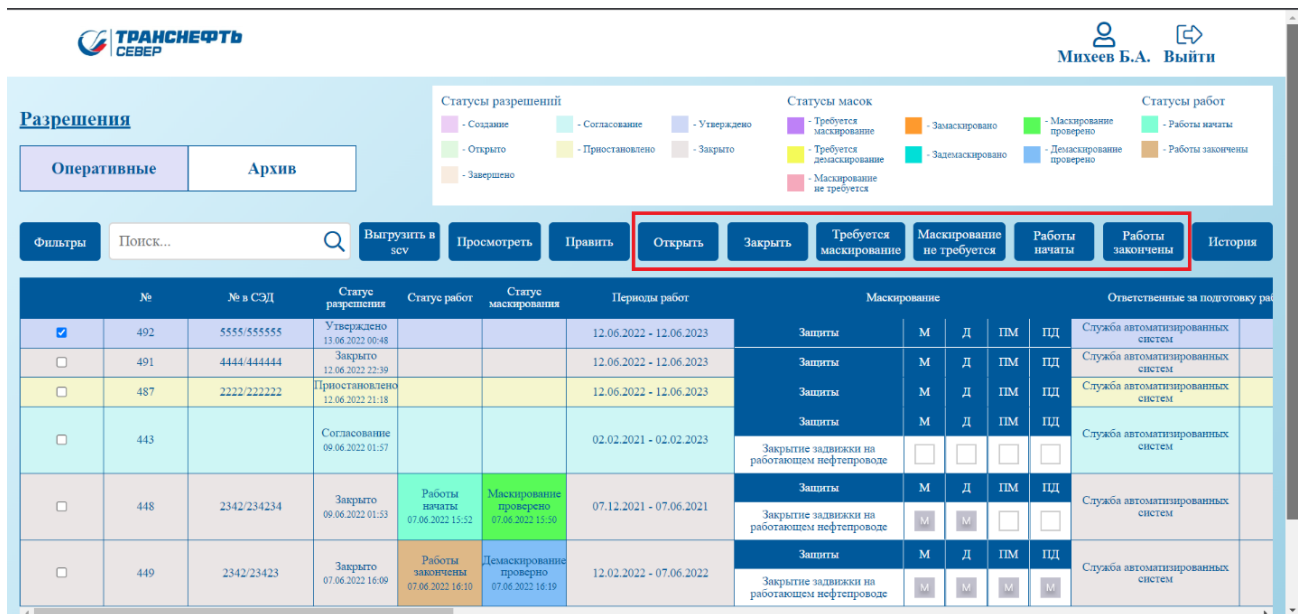 ТРАНСНЕФТЬ
СЕВЕР
Михеев Б.А. Выйти
Разрешения
Оперативные Архив
Статусы разрешений
- Создание - Согласование - Утверждено
- Открыто - Приостановлено - Закрыто
- Завершено
Статусы масок
- Требуется
маскирование
- Замаскировано
- Маскирование
проверено
- Требуется
демаскирование
- Задемаскировано
- Демаскирование
проверено
- Маскирование
не требуется
Статусы работ
- Работы начаты
- Работы закончены
Фильтры
Поиск...
Выгрузить в
scv
Просмотреть
Править
Открыть
Закрыть
Требуется
маскирование
Маскирование
не требуется
Работы
начаты
Работы
закончены
История
№
№ в СЭД
Статус
разрешения
Статус работ
Статус
маскирования
Периоды работ
Маскирование
Ответственные за подготовку раб
492
5555/555555
Утверждено
13.06.2022 00:48
12.06.2022 - 12.06.2023
Защиты М Д ПМ ПД
Служба автоматизированных
систем
491
4444/444444
Закрыто
12.06.2022 22:39
12.06.2022 - 12.06.2023
Защиты М Д ПМ ПД
Служба автоматизированных
систем
487
2222/222222
Приостановлено
12.06.2022 21:18
12.06.2022 - 12.06.2023
Защиты М Д ПМ ПД
Служба автоматизированных
систем
443
Согласование
09.06.2022 01:57
02.02.2021 - 02.02.2023
Защиты М Д ПМ ПД
Закрытие задвижки на
работающем нефтепроводе
Служба автоматизированных
систем
448
2342/234234
Закрыто
09.06.2022 01:53
Работы
начаты
07.06.2022 15:52
Маскирование
проверено
07.06.2022 15:50
07.12.2021 - 07.06.2021
Защиты М Д ПМ ПД
Закрытие задвижки на
работающем нефтепроводе
М М
Служба автоматизированных
систем
449
2342/23423
Закрыто
07.06.2022 16:09
Работы
закончены
07.06.2022 16:10
Демаскирование
проверно
07.06.2022 16:19
12.02.2022 - 07.06.2022
Защиты М Д ПМ ПД
Закрытие задвижки на
работающем нефтепроводе
М М М М
Служба автоматизированных
систем